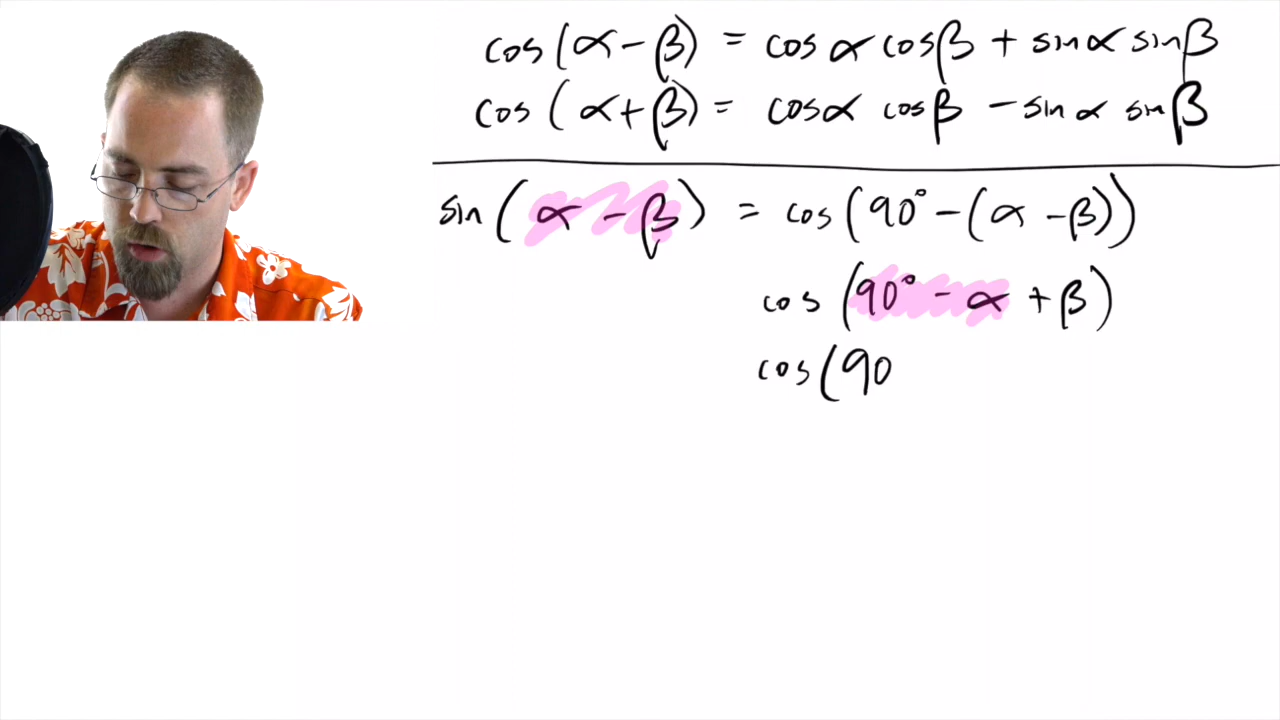 cos(α - β) = cos α cos β + sin α sin β
cos(α + β) = cos α cos β - sin α sin β
sin(α - β) = cos(90° - (α - β))
cos(90° - α + β)
cos(90